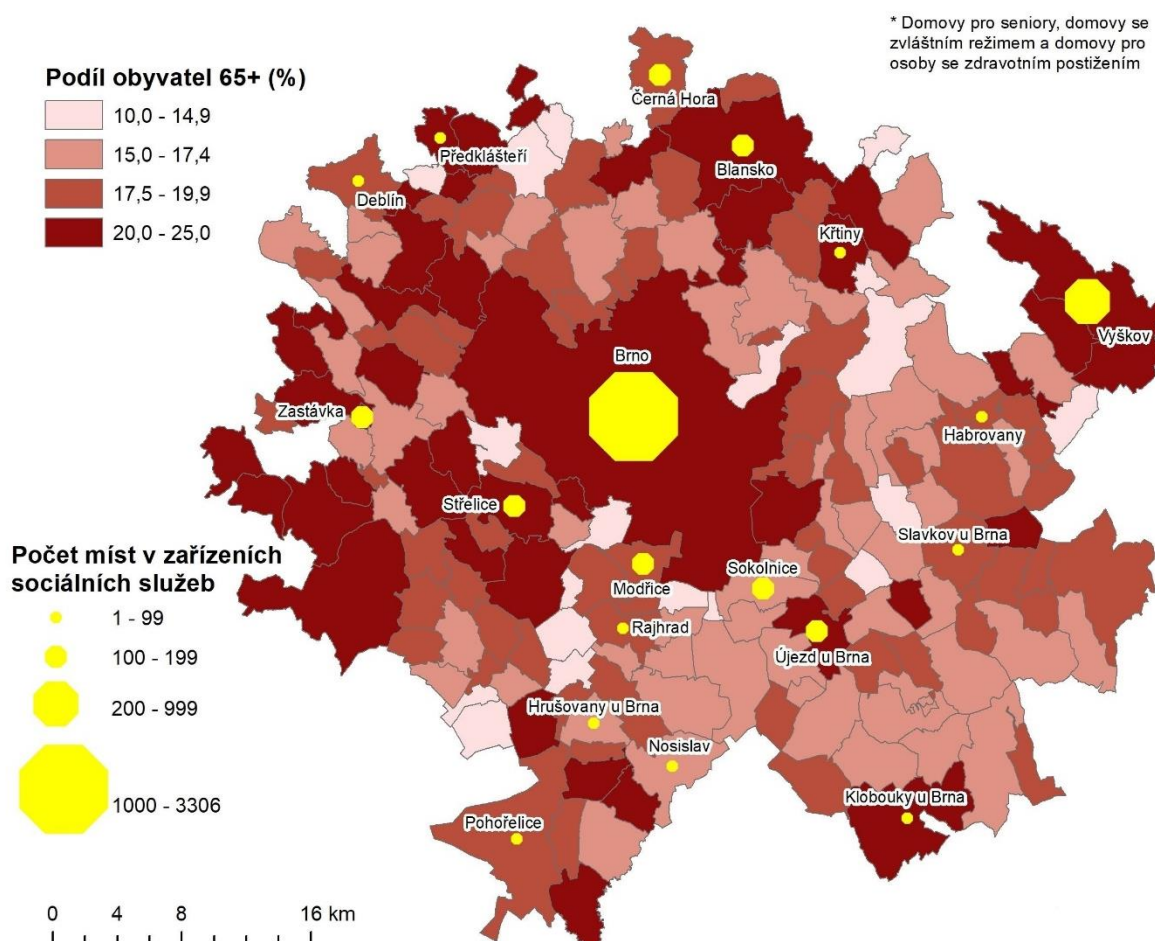 * Domovy pro seniory, domovy se
zvláštním režimem a domovy pro
osoby se zdravotním postižením
Podíl obyvatel 65+ (%)
10,0 - 14,9
15,0 - 17,4
17,5 - 19,9
20,0 - 25,0
Černá Hora
Předklášteří
Blansko
Deblín
Křtiny
Vyškov
Brno
Zastávka
Habrovany
Střelice
Slavkov u Brna
Modřice
Sokolnice
Rajhrad
Újezd u Brna
Hrušovany u Brna
Nosislav
Klobouky u Brna
Pohořelice
Počet míst v zařízeních
sociálních služeb
1 - 99
100 - 199
200 - 999
1000 - 3306
0 4 8 16 km